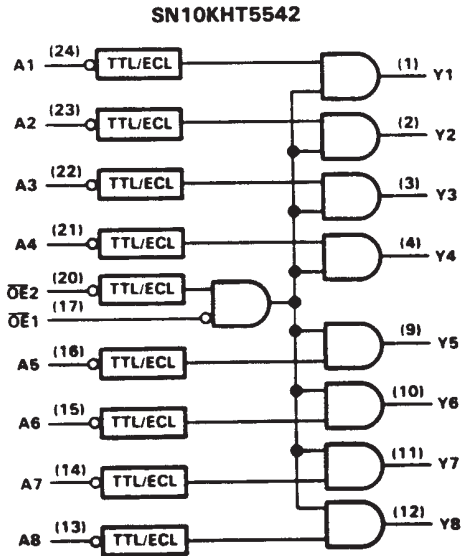 SN10KHT5542
A1 (24) TTL/ECL (1) Y1
A2 (23) TTL/ECL (2) Y2
A3 (22) TTL/ECL (3) Y3
A4 (21) TTL/ECL (4) Y4
O̅E̅2 (20) TTL/ECL
O̅E̅1 (17)
A5 (16) TTL/ECL (9) Y5
A6 (15) TTL/ECL (10) Y6
A7 (14) TTL/ECL (11) Y7
A8 (13) TTL/ECL (12) Y8